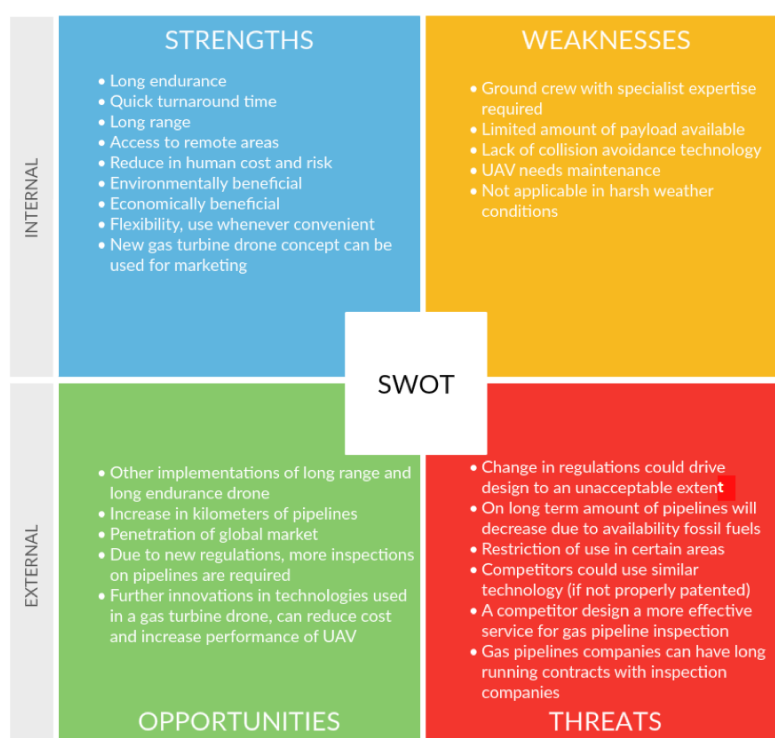 STRENGTHS
• Long endurance
• Quick turnaround time
• Long range
• Access to remote areas
• Reduce in human cost and risk
• Environmentally beneficial
• Economically beneficial
• Flexibility, use whenever convenient
• New gas turbine drone concept can be
used for marketing
WEAKNESSES
• Ground crew with specialist expertise
required
• Limited amount of payload available
• Lack of collision avoidance technology
• UAV needs maintenance
• Not applicable in harsh weather
conditions
INTERNAL
SWOT
EXTERNAL
• Other implementations of long range and
long endurance drone
• Increase in kilometers of pipelines
• Penetration of global market
• Due to new regulations, more inspections
on pipelines are required
• Further innovations in technologies used
in a gas turbine drone, can reduce cost
and increase performance of UAV
OPPORTUNITIES
• Change in regulations could drive
design to an unacceptable extent
• On long term amount of pipelines will
decrease due to availability fossil fuels
• Restriction of use in certain areas
• Competitors could use similar
technology (if not properly patented)
• A competitor design a more effective
service for gas pipeline inspection
• Gas pipelines companies can have long
running contracts with inspection
companies
THREATS